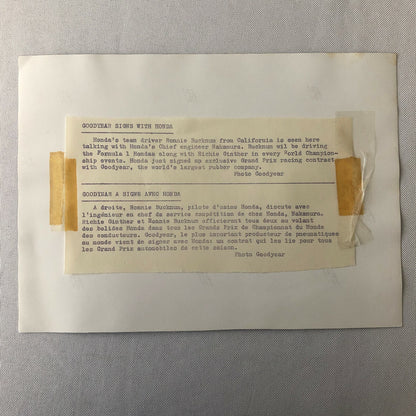 GOODYEAR SIGNS WITH HONDA
Honda's team driver Ronnie Bucknum from California is seen here
talking with Honda's Chief engineer Nakamura. Bucknum wil be driving
the Formula 1 Hondas along with Richie Ginther in every World Champion-
ship events. Honda just signed an exclusive Grand Prix racing contract
with Goodyear, the world's largest rubber company.
Photo Goodyear
GOODYEAR A SIGNE AVEC HONDA
A droite, Ronnie Bucknum, pilote d'usine Honda, discute avec
l'ingénieur en chef du service compétition de chez Honda, Nakamura.
Richie Ginther et Ronnie Bucknum officieront tous deux au volant
des bolides Honda dans tous les Grands Prix de Championnat du Monde
des conducteurs. Goodyear, le plus important producteur de pneumatiques
au monde vient de signer avec Honda un contrat qui les lie pour tous
les Grands Prix automobiles de cette saison.
Photo Goodyear